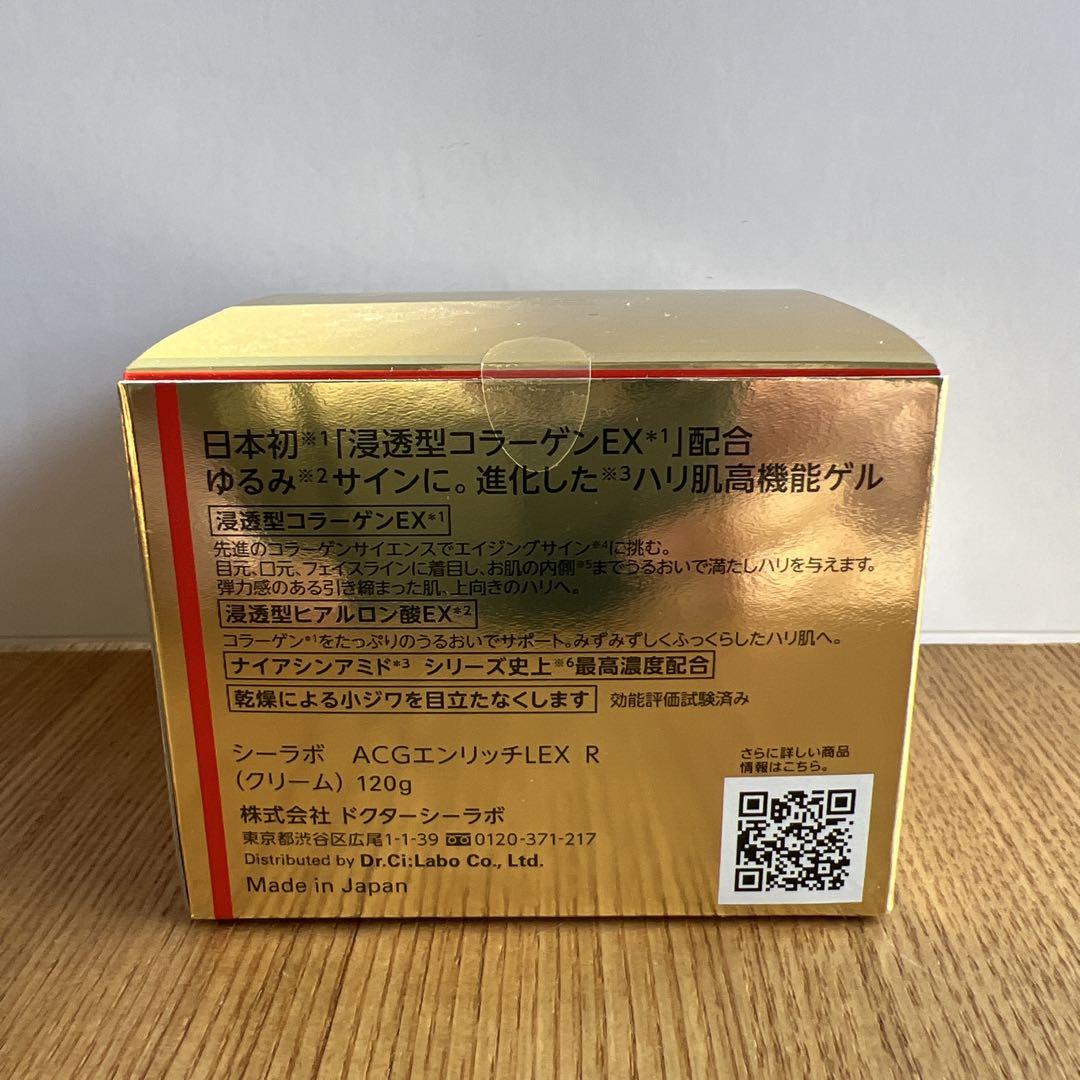 日本初※1「浸透型コラーゲンEX*1」配合
ゆるみ※2サインに。進化した※3ハリ肌高機能ゲル
浸透型コラーゲンEX*1
先進のコラーゲンサイエンスでエイジングサイン※4に挑む。
目元、口元、フェイスラインに着目し、お肌の内側※5までうるおいで満たしハリを与えます。
弾力感のある引き締まった肌、上向きのハリへ。
浸透型ヒアルロン酸EX*2
コラーゲン*1をたっぷりのうるおいでサポート。みずみずしくふっくらしたハリ肌へ。
ナイアシンアミド*3 シリーズ史上※6最高濃度配合
乾燥による小ジワを目立たなくします 効能評価試験済み
シーラボ ACGエンリッチLEX R
（クリーム）120g
株式会社 ドクターシーラボ
東京都渋谷区広尾1-1-39 0120-371-217
Distributed by Dr.Ci:Labo Co., Ltd.
Made in Japan
さらに詳しい商品
情報はこちら。